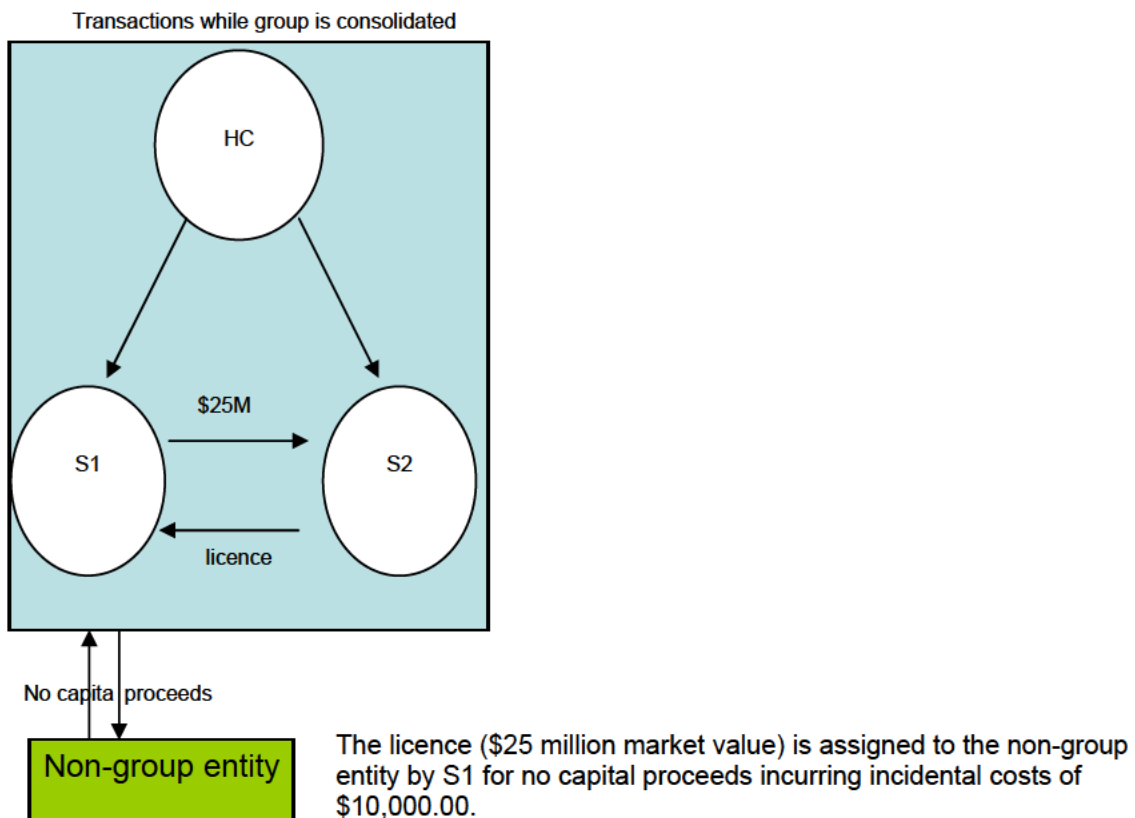 Transactions while group is consolidated
HC
$25M
S1
S2
licence
No capita proceeds
Non-group entity
The licence ($25 million market value) is assigned to the non-group
entity by S1 for no capital proceeds incurring incidental costs of
$10,000.00.